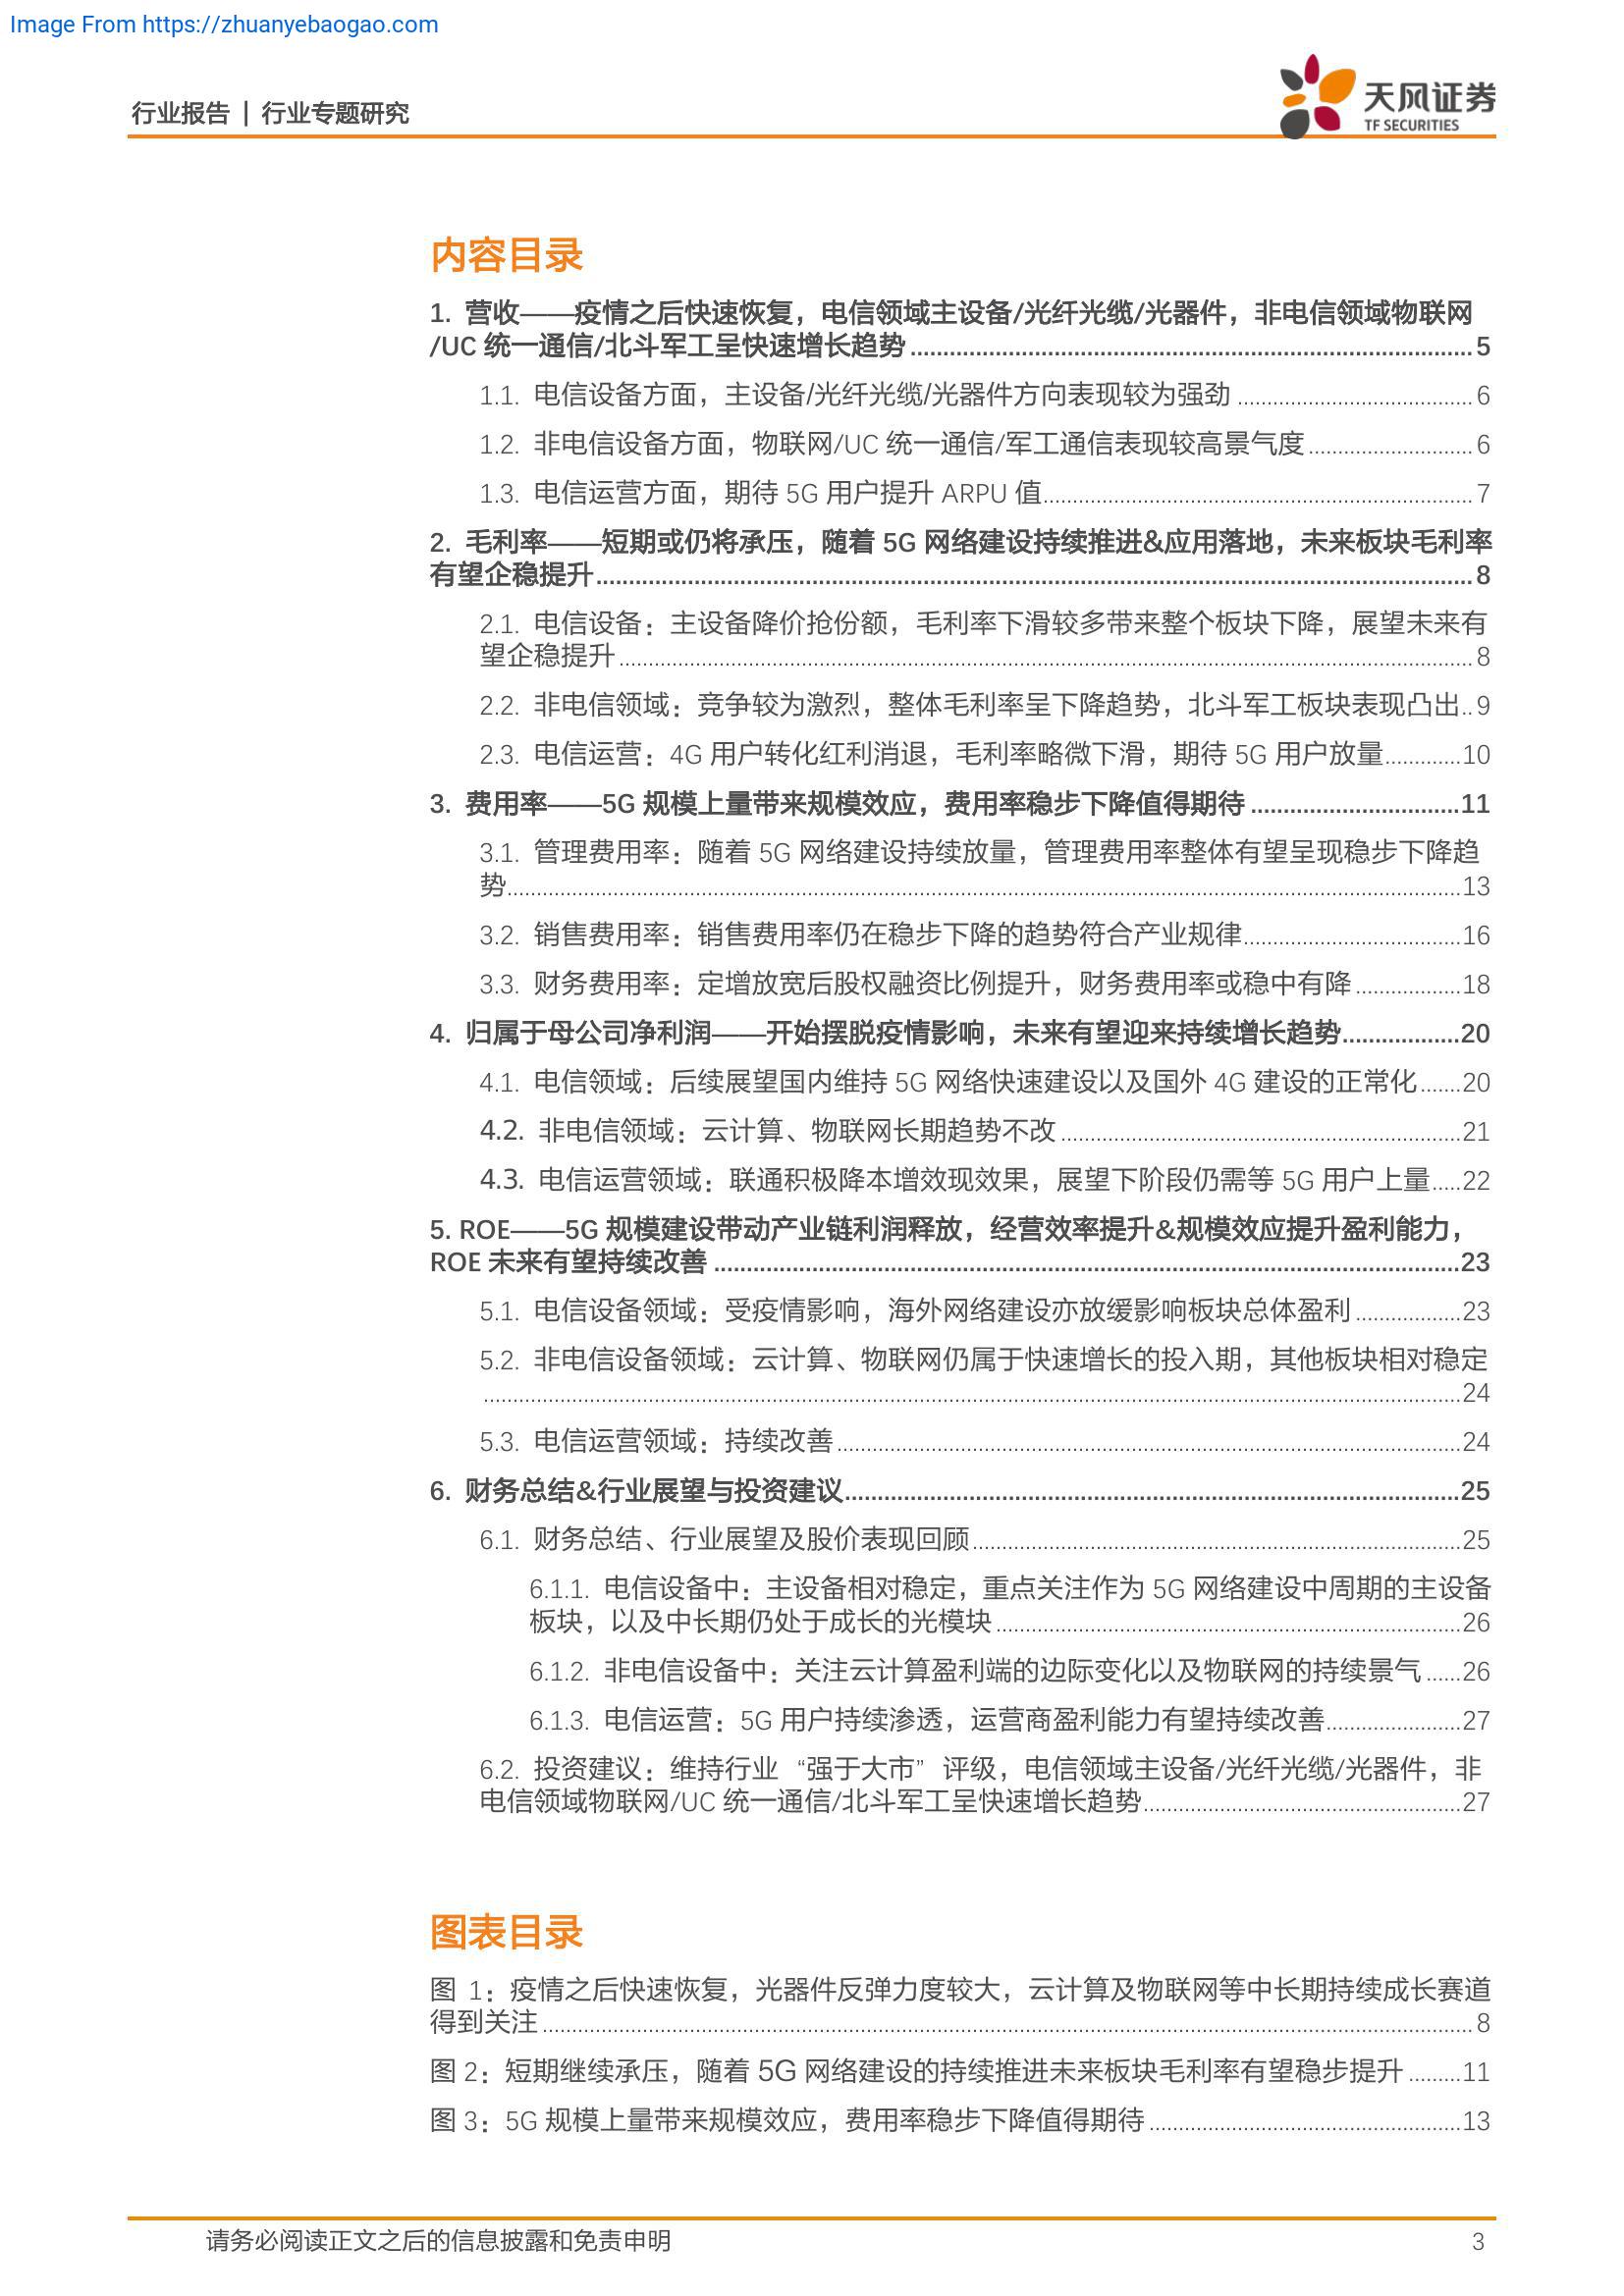 Image From https://zhuanyebaogao.com
行业报告 | 行业专题研究
天风证券
TF SECURITIES
内容目录
1. 营收——疫情之后快速恢复，电信领域主设备/光纤光缆/光器件，非电信领域物联网
/UC 统一通信/北斗军工呈快速增长趋势 ........ 5
1.1. 电信设备方面，主设备/光纤光缆/光器件方向表现较为强劲 ........ 6
1.2. 非电信设备方面，物联网/UC 统一通信/军工通信表现较高景气度 ........ 6
1.3. 电信运营方面，期待 5G 用户提升 ARPU 值 ........ 7
2. 毛利率——短期或仍将承压，随着 5G 网络建设持续推进&应用落地，未来板块毛利率
有望企稳提升 ........ 8
2.1. 电信设备：主设备降价抢份额，毛利率下滑较多带来整个板块下降，展望未来有
望企稳提升 ........ 8
2.2. 非电信领域：竞争较为激烈，整体毛利率呈下降趋势，北斗军工板块表现凸出 .. 9
2.3. 电信运营：4G 用户转化红利消退，毛利率略微下滑，期待 5G 用户放量 ........ 10
3. 费用率——5G 规模上量带来规模效应，费用率稳步下降值得期待 ........ 11
3.1. 管理费用率：随着 5G 网络建设持续放量，管理费用率整体有望呈现稳步下降趋
势 ........ 13
3.2. 销售费用率：销售费用率仍在稳步下降的趋势符合产业规律 ........ 16
3.3. 财务费用率：定增放宽后股权融资比例提升，财务费用率或稳中有降 ........ 18
4. 归属于母公司净利润——开始摆脱疫情影响，未来有望迎来持续增长趋势 ........ 20
4.1. 电信领域：后续展望国内维持 5G 网络快速建设以及国外 4G 建设的正常化 ....... 20
4.2. 非电信领域：云计算、物联网长期趋势不改 ........ 21
4.3. 电信运营领域：联通积极降本增效现效果，展望下阶段仍需等 5G 用户上量 ..... 22
5. ROE——5G 规模建设带动产业链利润释放，经营效率提升&规模效应提升盈利能力，
ROE 未来有望持续改善 ........ 23
5.1. 电信设备领域：受疫情影响，海外网络建设亦放缓影响板块总体盈利 ........ 23
5.2. 非电信设备领域：云计算、物联网仍属于快速增长的投入期，其他板块相对稳定
........ 24
5.3. 电信运营领域：持续改善 ........ 24
6. 财务总结&行业展望与投资建议 ........ 25
6.1. 财务总结、行业展望及股价表现回顾 ........ 25
6.1.1. 电信设备中：主设备相对稳定，重点关注作为 5G 网络建设中周期的主设备
板块，以及中长期仍处于成长的光模块 ........ 26
6.1.2. 非电信设备中：关注云计算盈利端的边际变化以及物联网的持续景气 ...... 26
6.1.3. 电信运营：5G 用户持续渗透，运营商盈利能力有望持续改善 ........ 27
6.2. 投资建议：维持行业 “强于大市” 评级，电信领域主设备/光纤光缆/光器件，非
电信领域物联网/UC 统一通信/北斗军工呈快速增长趋势 ........ 27
图表目录
图 1：疫情之后快速恢复，光器件反弹力度较大，云计算及物联网等中长期持续成长赛道
得到关注 ........ 8
图 2：短期继续承压，随着 5G 网络建设的持续推进未来板块毛利率有望稳步提升 ........ 11
图 3：5G 规模上量带来规模效应，费用率稳步下降值得期待 ........ 13
请务必阅读正文之后的信息披露和免责申明
3